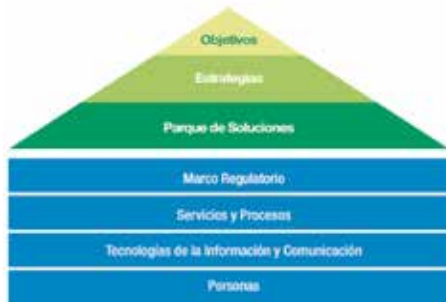 Objetivos
Estrategias
Parque de Soluciones
Marco Regulatorio
Servicios y Procesos
Tecnologías de la Información y Comunicación
Personas